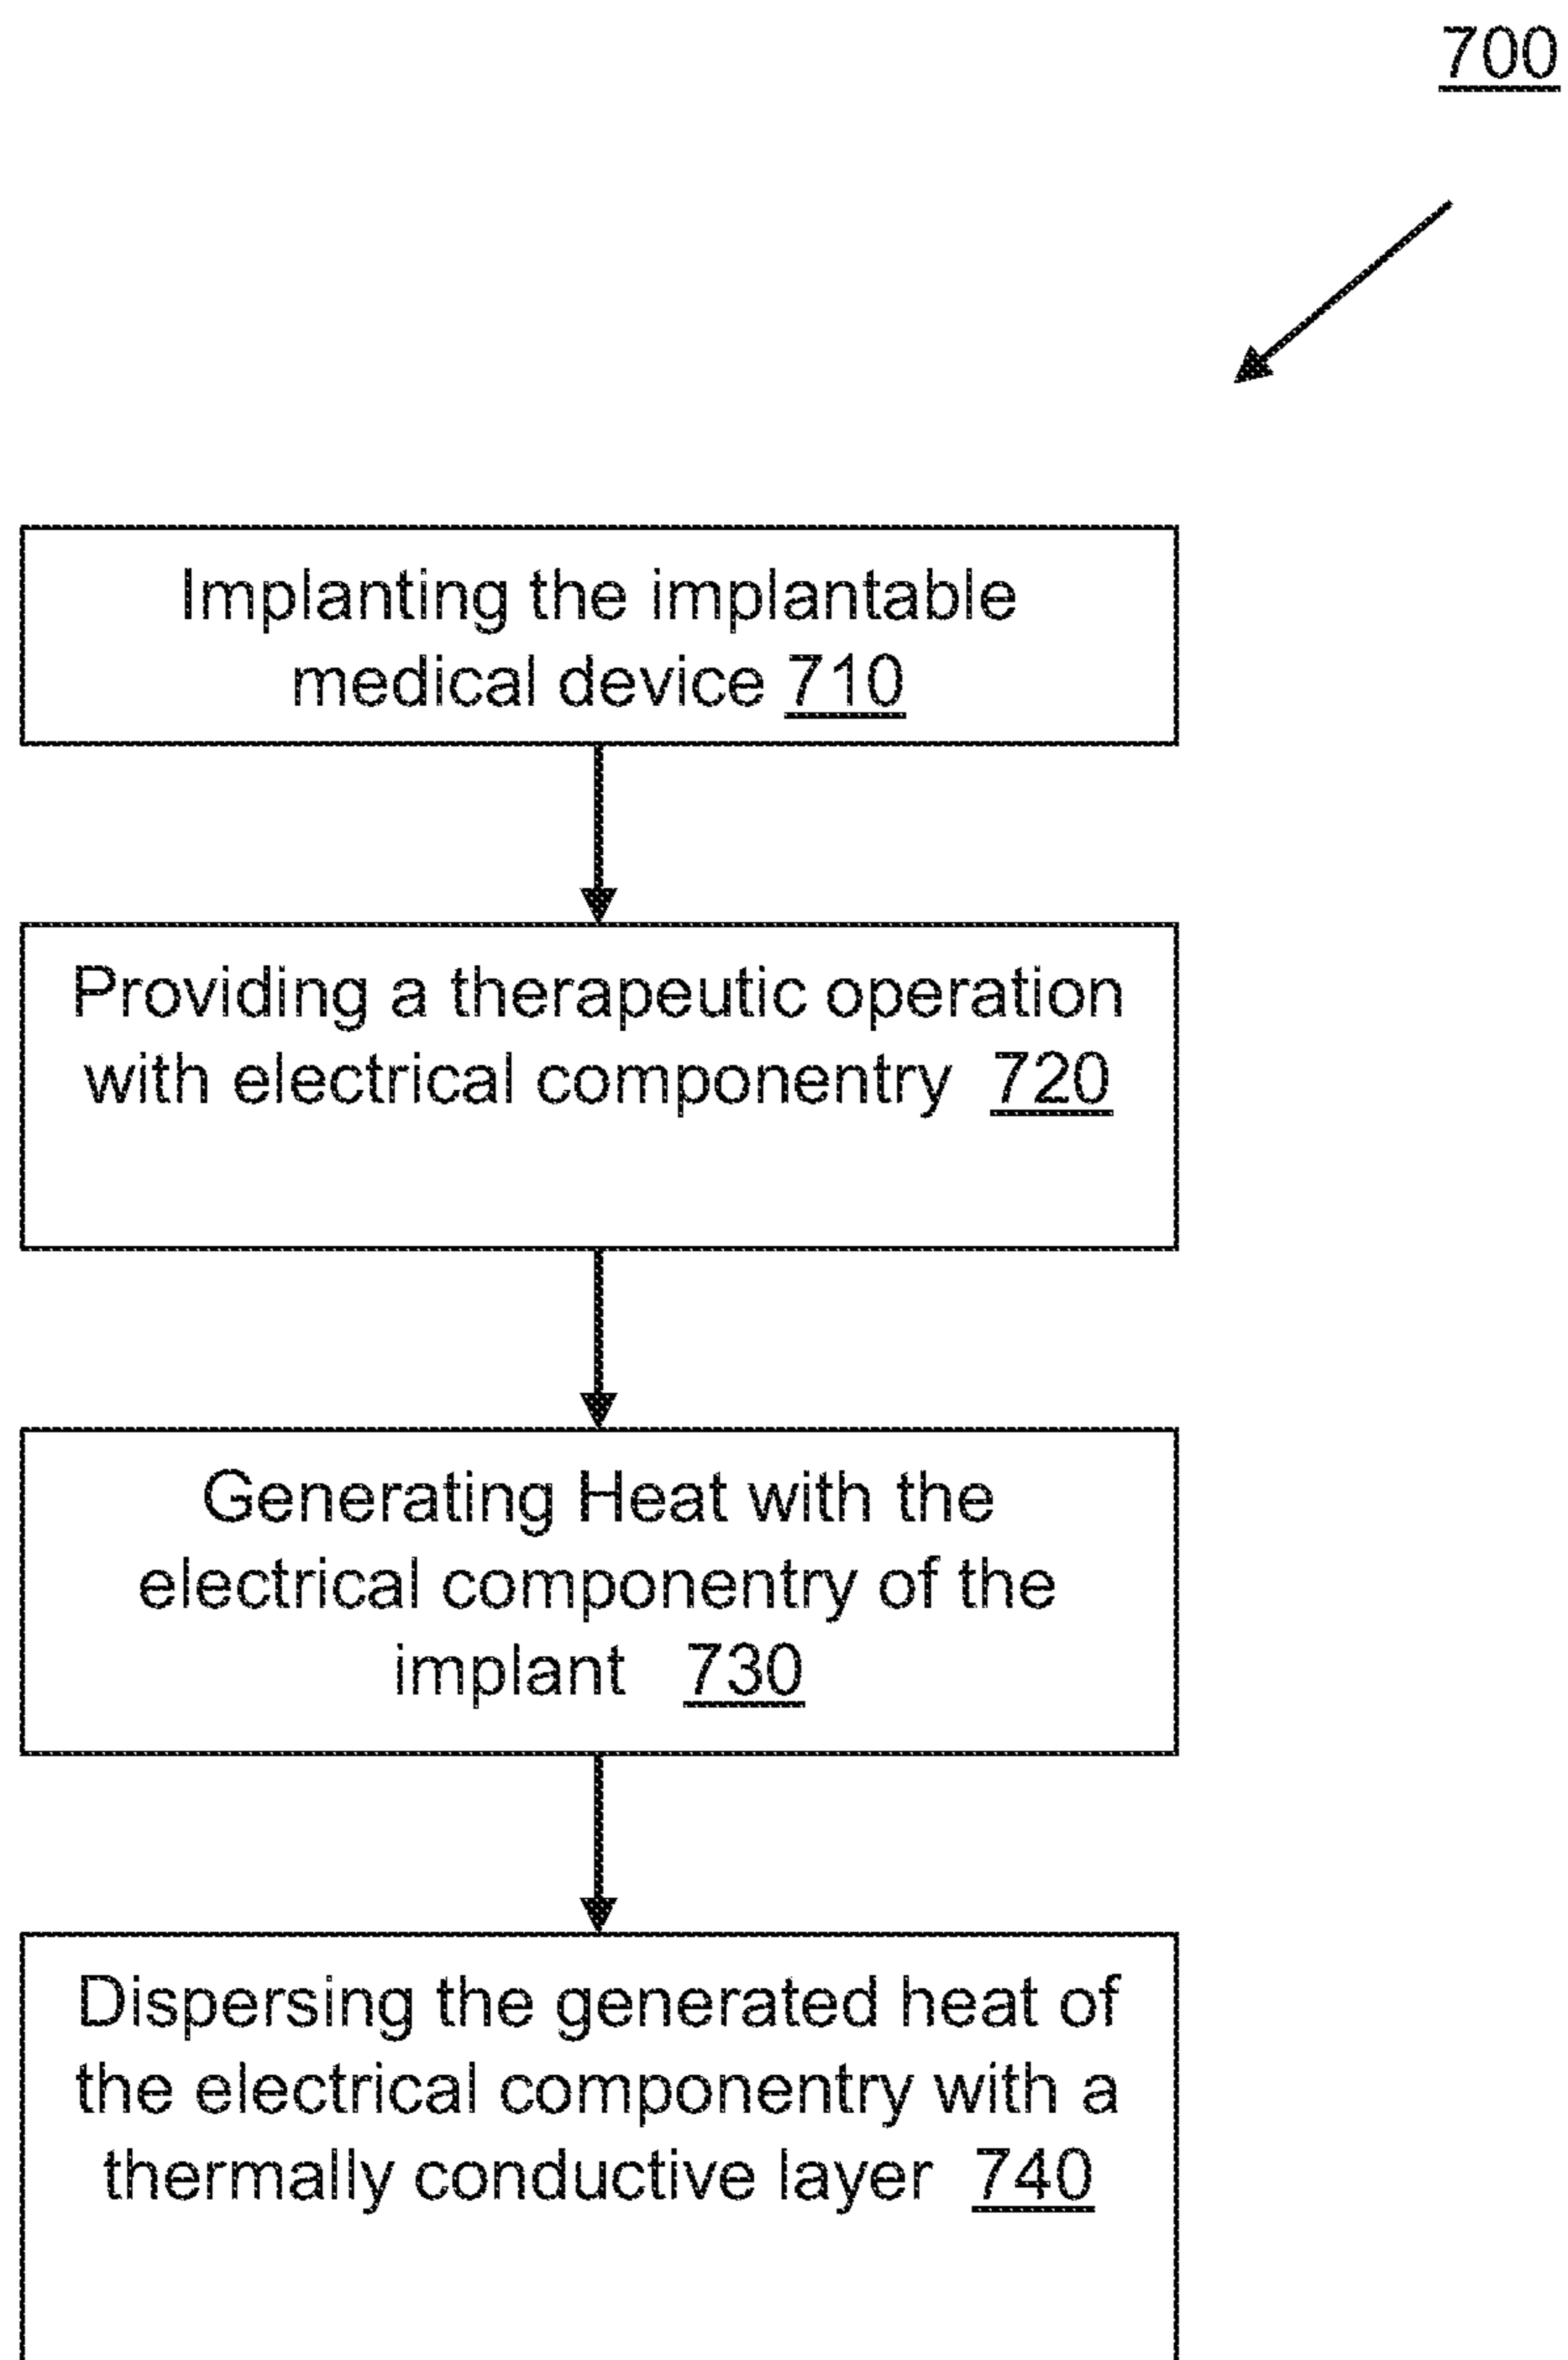 700
Implanting the implantable
medical device 710
Providing a therapeutic operation
with electrical componentry 720
Generating Heat with the
electrical componentry of the
implant 730
Dispersing the generated heat of
the electrical componentry with a
thermally conductive layer 740